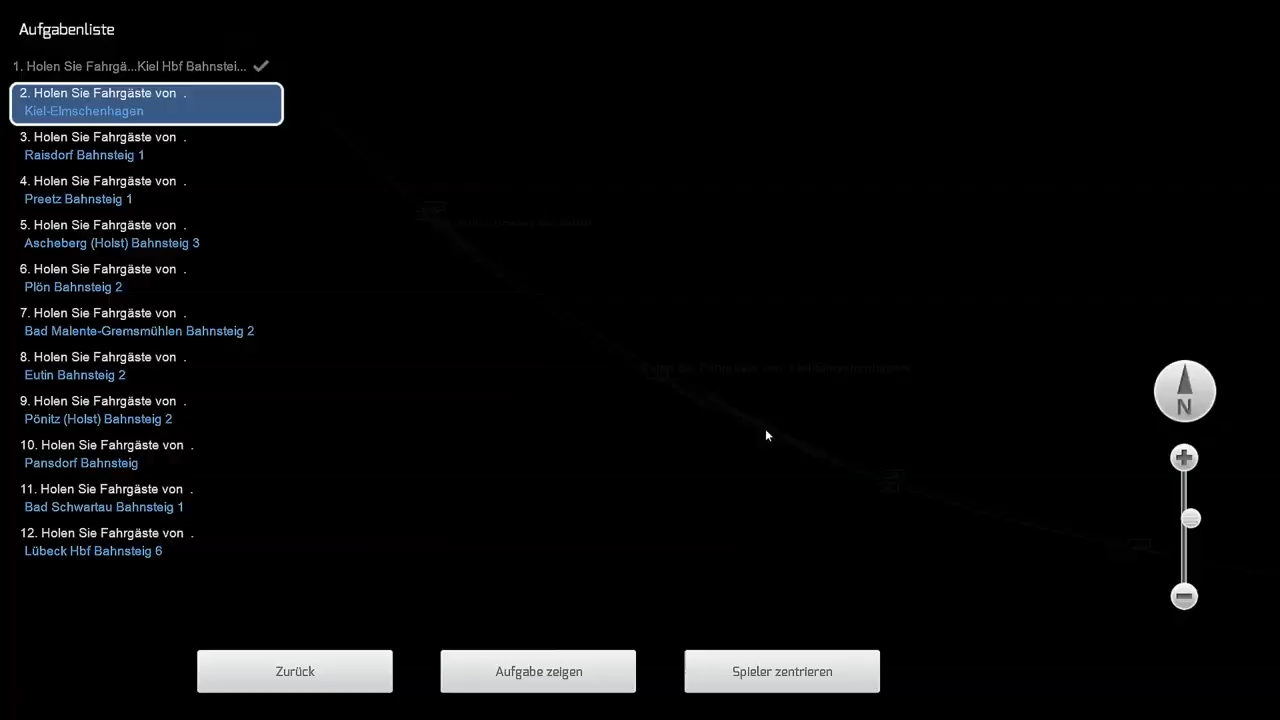 Aufgabenliste
1. Holen Sie Fahrgä...Kiel Hbf Bahnstei...
2. Holen Sie Fahrgäste von .
Kiel-Elmschenhagen
3. Holen Sie Fahrgäste von .
Raisdorf Bahnsteig 1
4. Holen Sie Fahrgäste von .
Preetz Bahnsteig 1
5. Holen Sie Fahrgäste von .
Ascheberg (Holst) Bahnsteig 3
6. Holen Sie Fahrgäste von .
Plön Bahnsteig 2
7. Holen Sie Fahrgäste von .
Bad Malente-Gremsmühlen Bahnsteig 2
8. Holen Sie Fahrgäste von .
Eutin Bahnsteig 2
9. Holen Sie Fahrgäste von .
Pönitz (Holst) Bahnsteig 2
10. Holen Sie Fahrgäste von .
Pansdorf Bahnsteig
11. Holen Sie Fahrgäste von .
Bad Schwartau Bahnsteig 1
12. Holen Sie Fahrgäste von .
Lübeck Hbf Bahnsteig 6
N
Zurück
Aufgabe zeigen
Spieler zentrieren